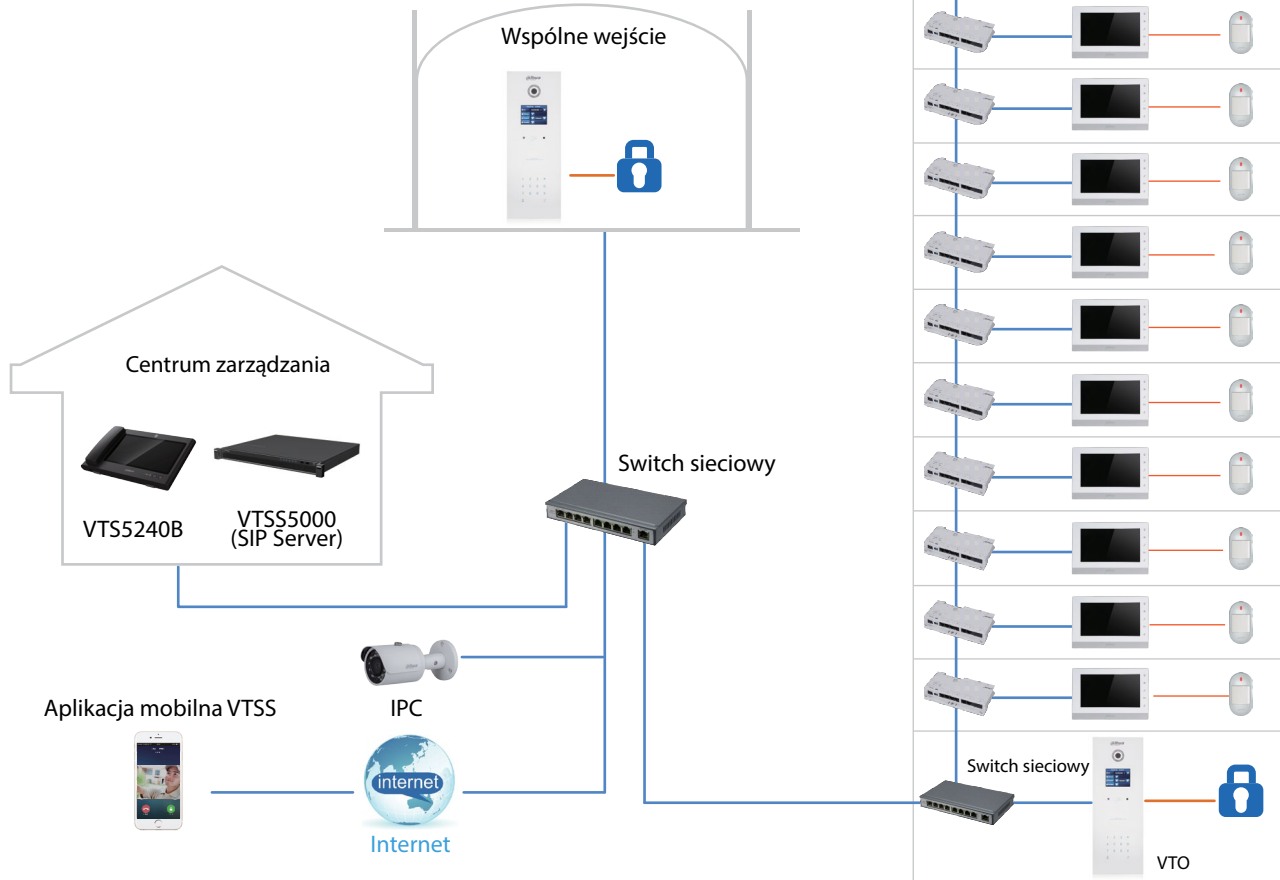 Wspólne wejście
Centrum zarządzania
VTS5240B
VTSS5000
(SIP Server)
Switch sieciowy
IPC
Aplikacja mobilna VTSS
internet
Internet
Switch sieciowy
VTO